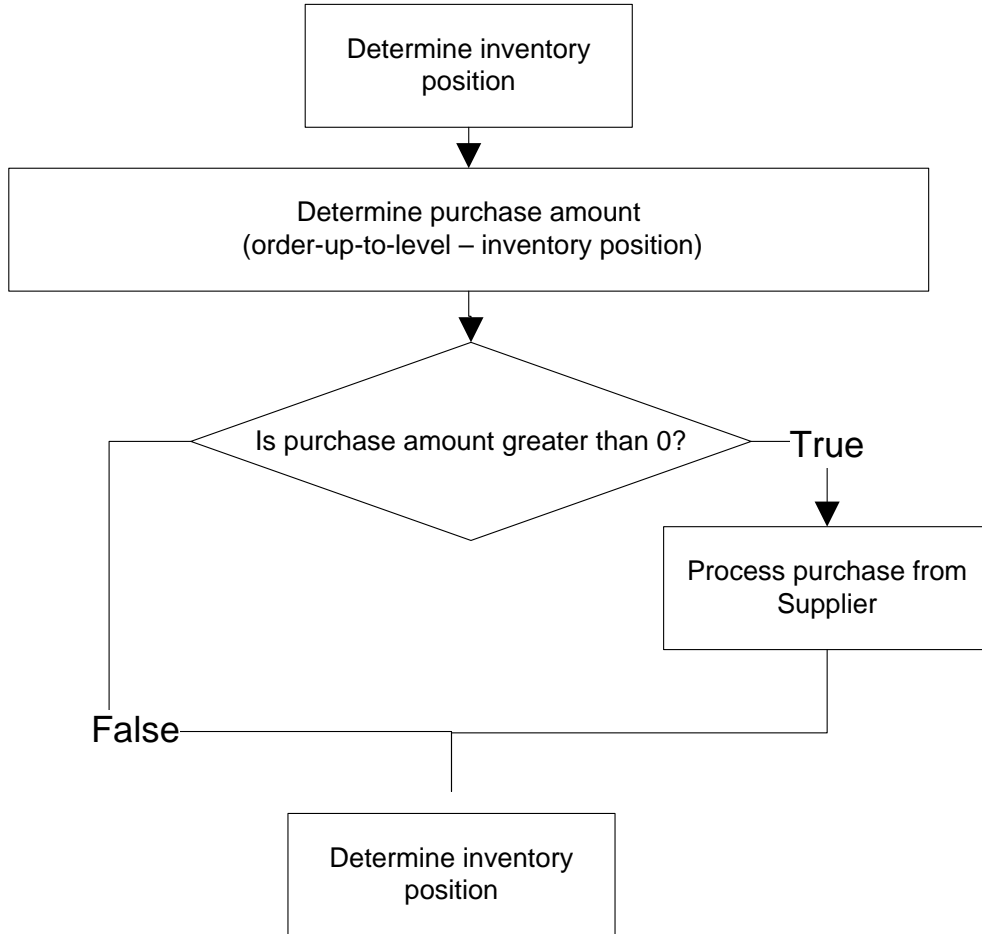 Determine inventory
position
Determine purchase amount
(order-up-to-level – inventory position)
Is purchase amount greater than 0?
True
Process purchase from
Supplier
False
Determine inventory
position